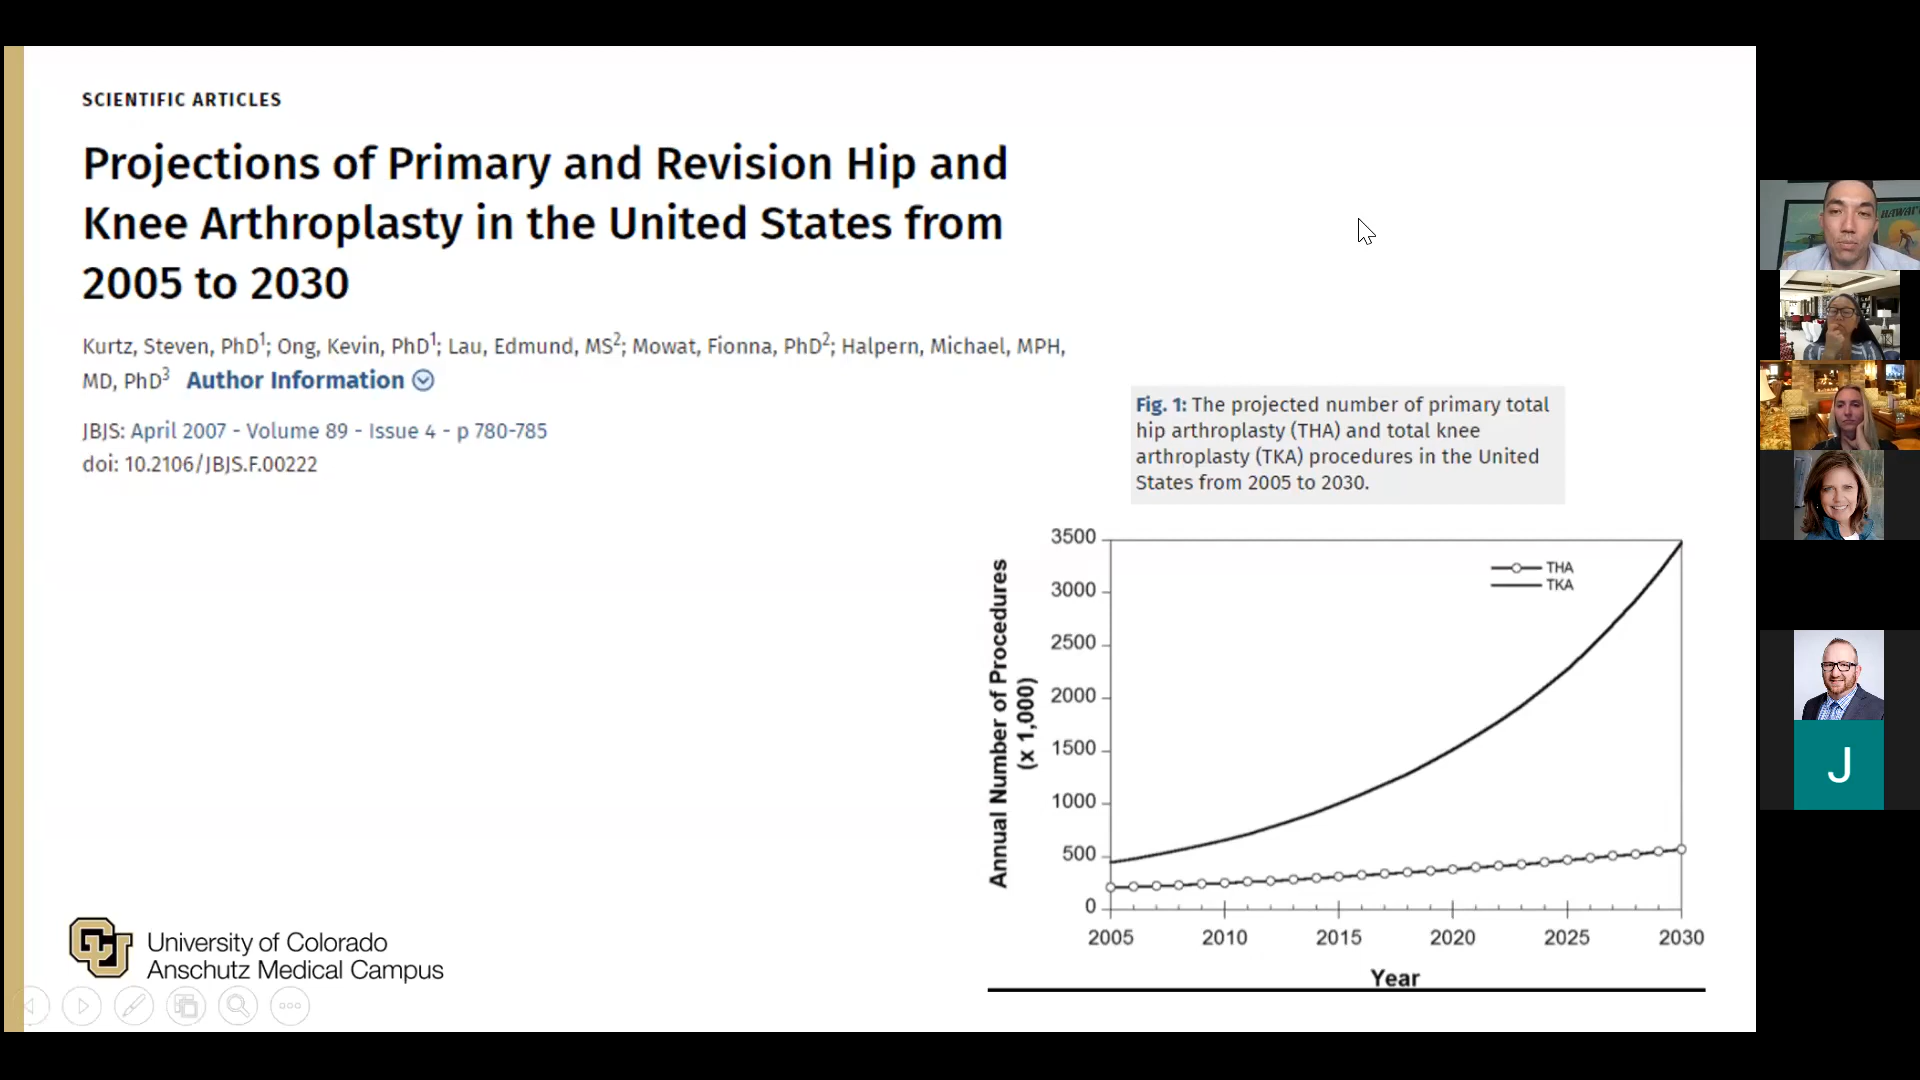 SCIENTIFIC ARTICLES
Projections of Primary and Revision Hip and
Knee Arthroplasty in the United States from
2005 to 2030
Kurtz, Steven, PhD1; Ong, Kevin, PhD1; Lau, Edmund, MS2; Mowat, Fionna, PhD2; Halpern, Michael, MPH,
MD, PhD3 Author Information
JBJS: April 2007 - Volume 89 - Issue 4 - p 780-785
doi: 10.2106/JBJS.F.00222
Fig. 1: The projected number of primary total
hip arthroplasty (THA) and total knee
arthroplasty (TKA) procedures in the United
States from 2005 to 2030.
Annual Number of Procedures
(x 1,000)
3500
3000
2500
2000
1500
1000
500
0
THA
TKA
2005 2010 2015 2020 2025 2030
Year
CU
University of Colorado
Anschutz Medical Campus
HAWAI
J